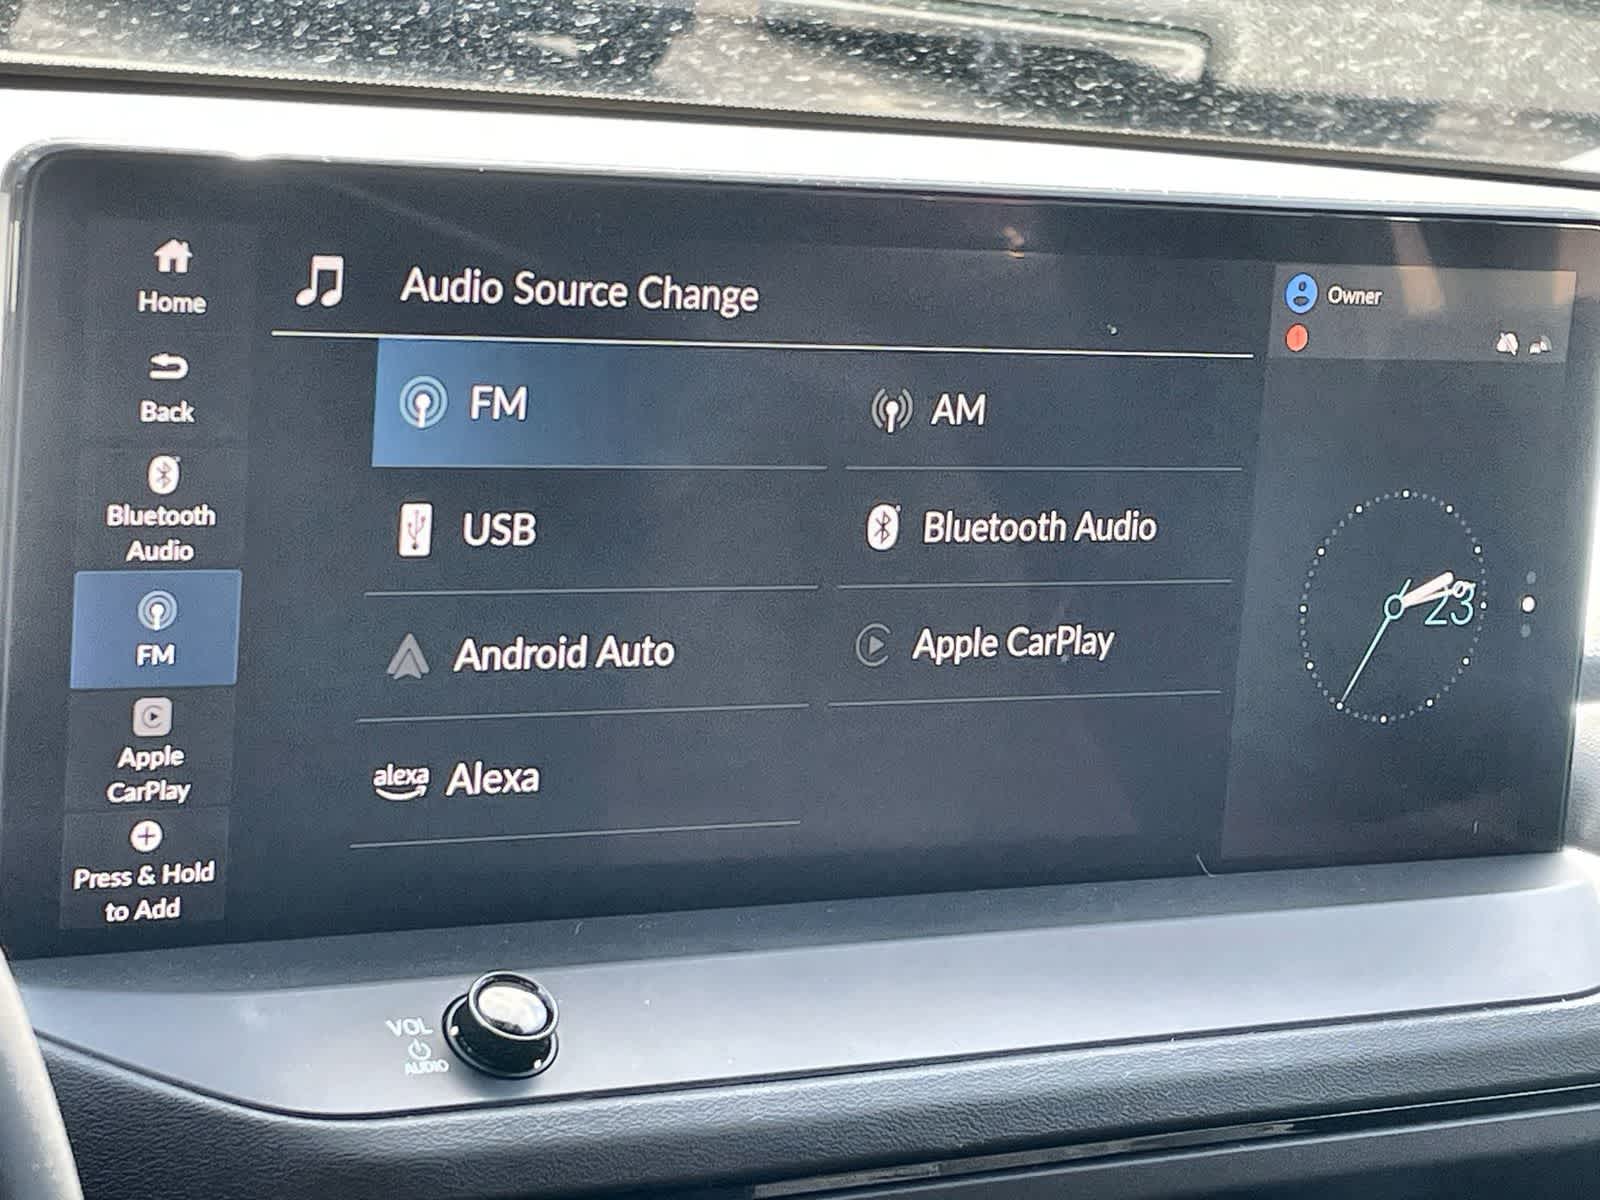 Home
Back
Bluetooth
Audio
FM
Apple
CarPlay
Press & Hold
to Add
Audio Source Change
FM
AM
USB
Bluetooth Audio
Android Auto
Apple CarPlay
alexa Alexa
Owner
23
VOL
AUDIO